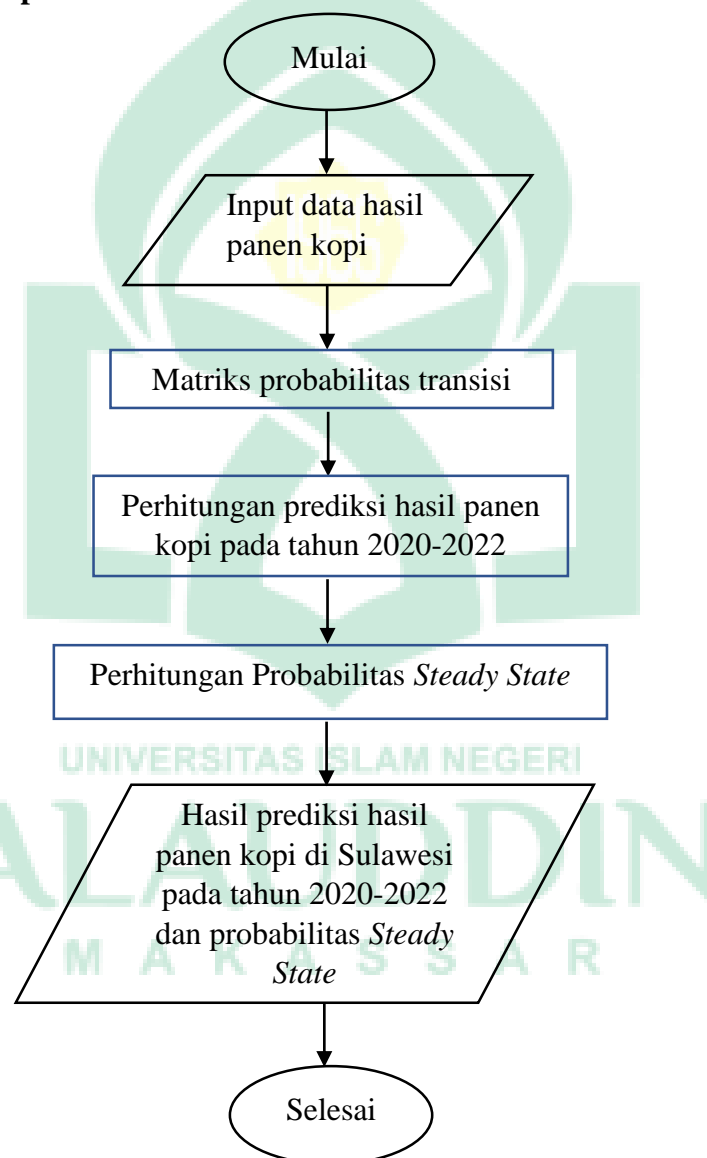 Mulai
Input data hasil
panen kopi
Matriks probabilitas transisi
Perhitungan prediksi hasil panen
kopi pada tahun 2020-2022
Perhitungan Probabilitas Steady State
UNIVERSITAS ISLAM NEGERI
Hasil prediksi hasil
panen kopi di Sulawesi
pada tahun 2020-2022
dan probabilitas Steady
State
ALAUDDIN
MAKASSAR
Selesai